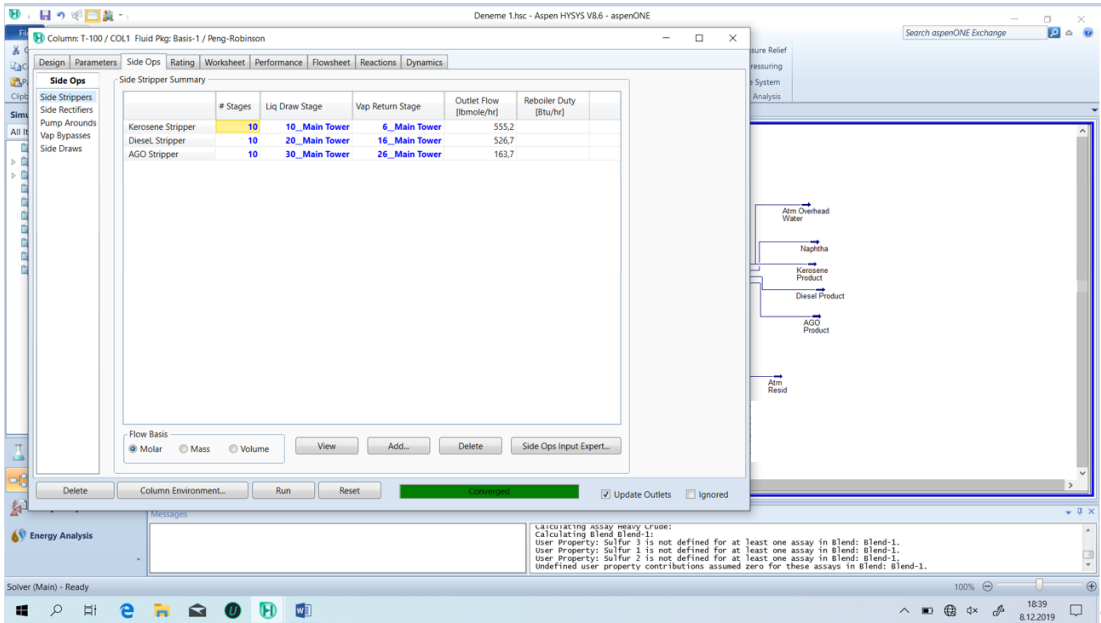 Deneme 1.hsc - Aspen HYSYS V8.6 - aspenONE
Column: T-100 / COL1 Fluid Pkg: Basis-1 / Peng-Robinson
Search aspenONE Exchange
Design Parameters Side Ops Rating Worksheet Performance Flowsheet Reactions Dynamics
Side Ops
Side Strippers
Side Rectifiers
Pump Arounds
Vap Bypasses
Side Draws
Side Stripper Summary
# Stages Liq Draw Stage Vap Return Stage Outlet Flow [lbmole/hr] Reboiler Duty [Btu/hr]
Kerosene Stripper 10 10__Main Tower 6__Main Tower 555,2
DieseL Stripper 10 20__Main Tower 16__Main Tower 526,7
AGO Stripper 10 30__Main Tower 26__Main Tower 163,7
Flow Basis
Molar Mass Volume
View Add... Delete Side Ops Input Expert...
Delete Column Environment... Run Reset Converged Update Outlets Ignored
sure Relief
ressuring
e System
Analysis
Atm Overhead
Water
Naphtha
Kerosene
Product
Diesel Product
AGO
Product
Atm
Resid
Messages
Energy Analysis
Calculating Assay Heavy Crude:
Calculating Blend Blend-1:
User Property: Sulfur 3 is not defined for at least one assay in Blend: Blend-1.
User Property: Sulfur 1 is not defined for at least one assay in Blend: Blend-1.
User Property: Sulfur 2 is not defined for at least one assay in Blend: Blend-1.
Undefined user property contributions assumed zero for these assays in Blend: Blend-1.
Solver (Main) - Ready
100%
18:39
8.12.2019